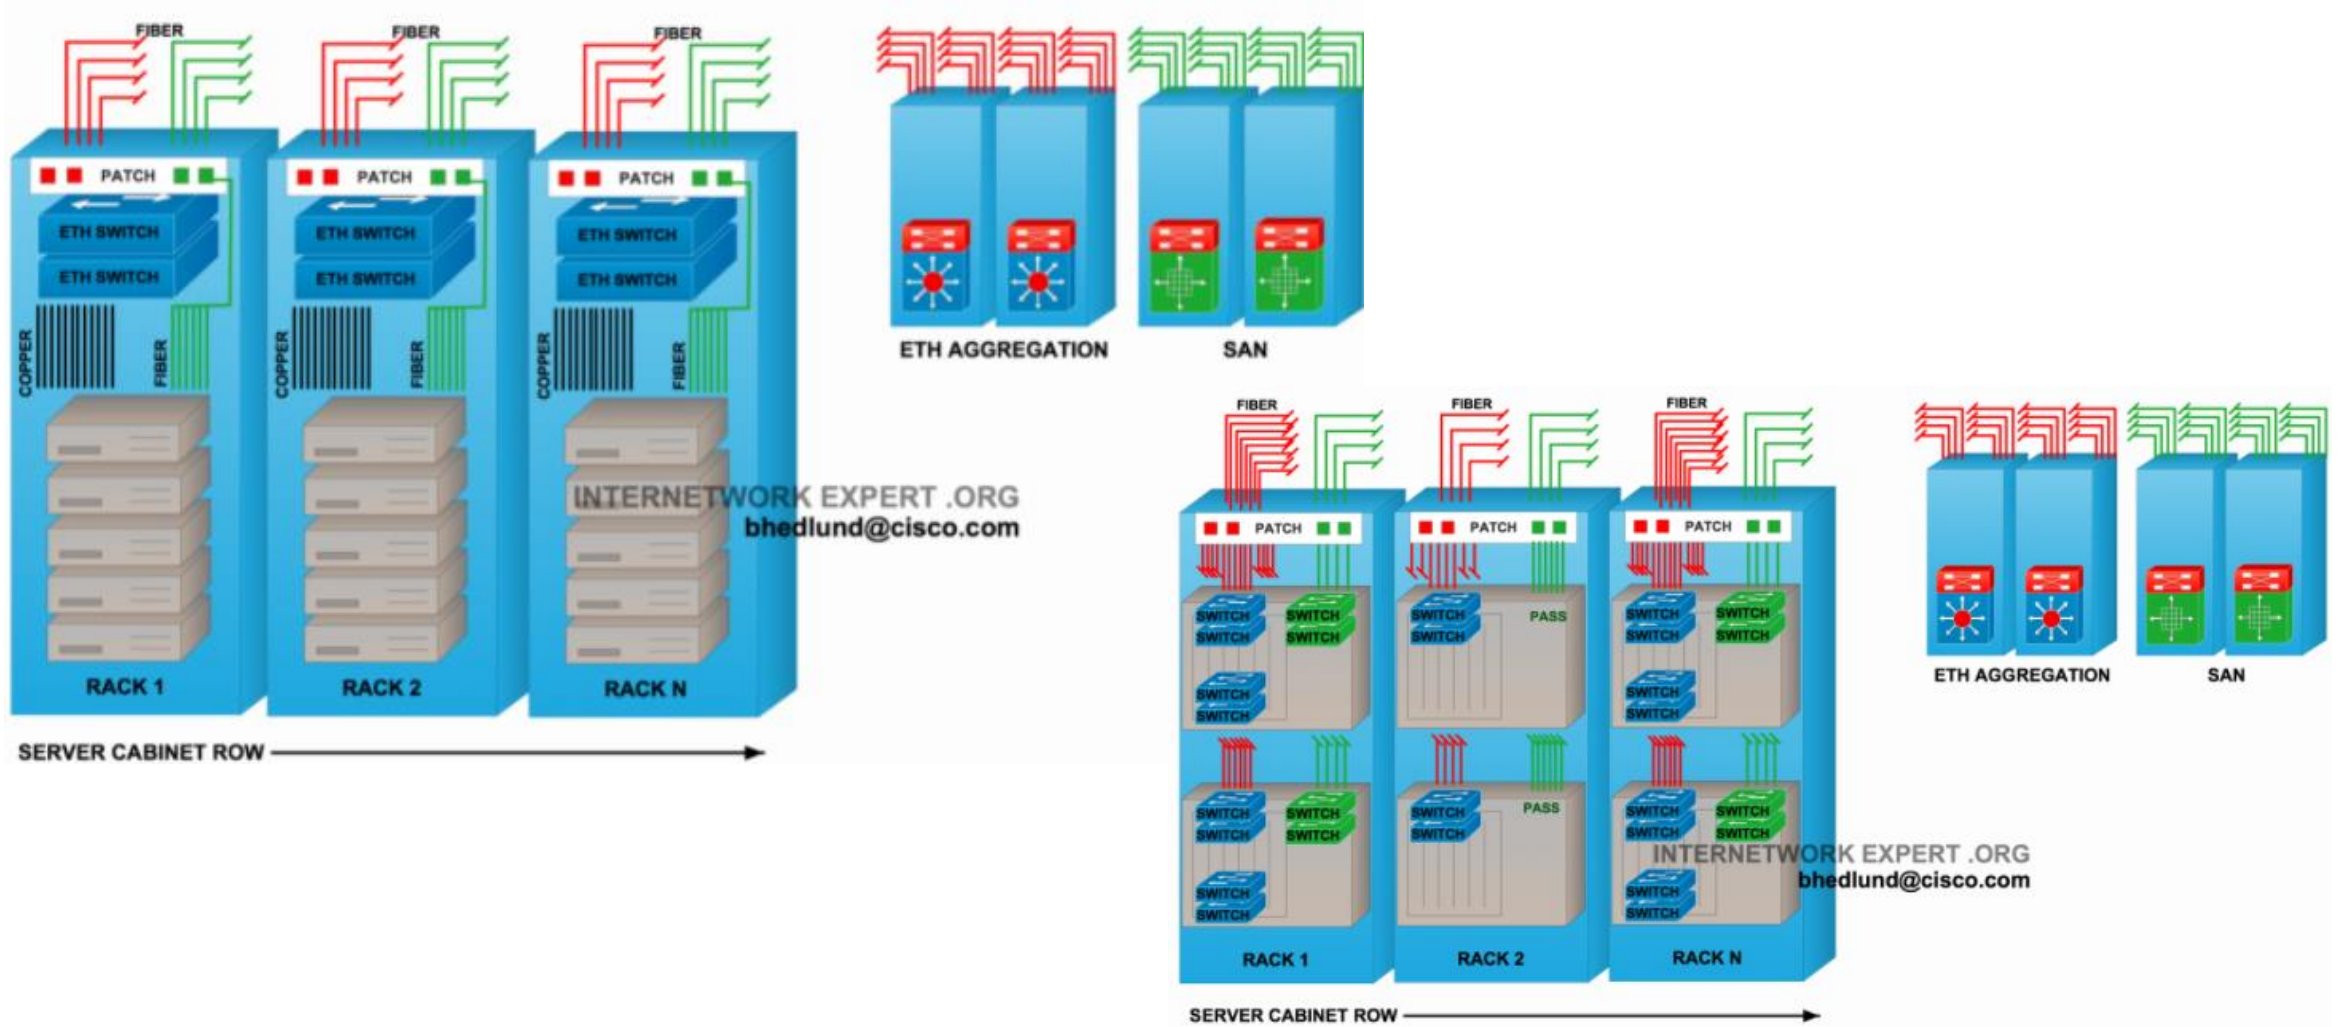 FIBER FIBER FIBER
PATCH PATCH PATCH
ETH SWITCH ETH SWITCH ETH SWITCH
ETH SWITCH ETH SWITCH ETH SWITCH
COPPER FIBER COPPER FIBER COPPER FIBER
ETH AGGREGATION SAN
INTERNETWORK EXPERT .ORG
bhedlund@cisco.com
RACK 1 RACK 2 RACK N
SERVER CABINET ROW
FIBER FIBER FIBER
PATCH PATCH PATCH
SWITCH SWITCH SWITCH PASS SWITCH SWITCH
SWITCH SWITCH SWITCH SWITCH SWITCH
SWITCH SWITCH
SWITCH SWITCH
SWITCH SWITCH SWITCH PASS SWITCH SWITCH
SWITCH SWITCH SWITCH SWITCH SWITCH
SWITCH SWITCH
SWITCH SWITCH
ETH AGGREGATION SAN
INTERNETWORK EXPERT .ORG
bhedlund@cisco.com
RACK 1 RACK 2 RACK N
SERVER CABINET ROW